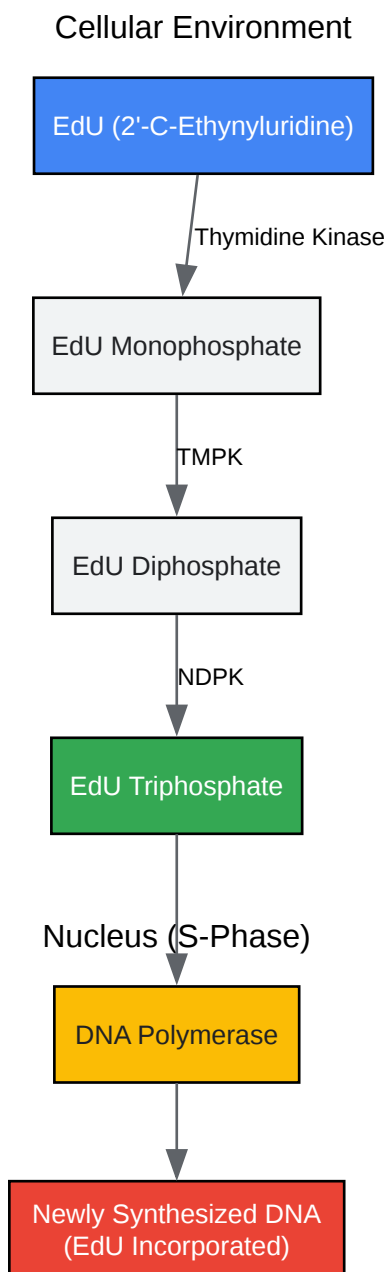 Cellular Environment
EdU (2'-C-Ethynyluridine)
Thymidine Kinase
EdU Monophosphate
TMPK
EdU Diphosphate
NDPK
EdU Triphosphate
Nucleus (S-Phase)
DNA Polymerase
Newly Synthesized DNA
(EdU Incorporated)